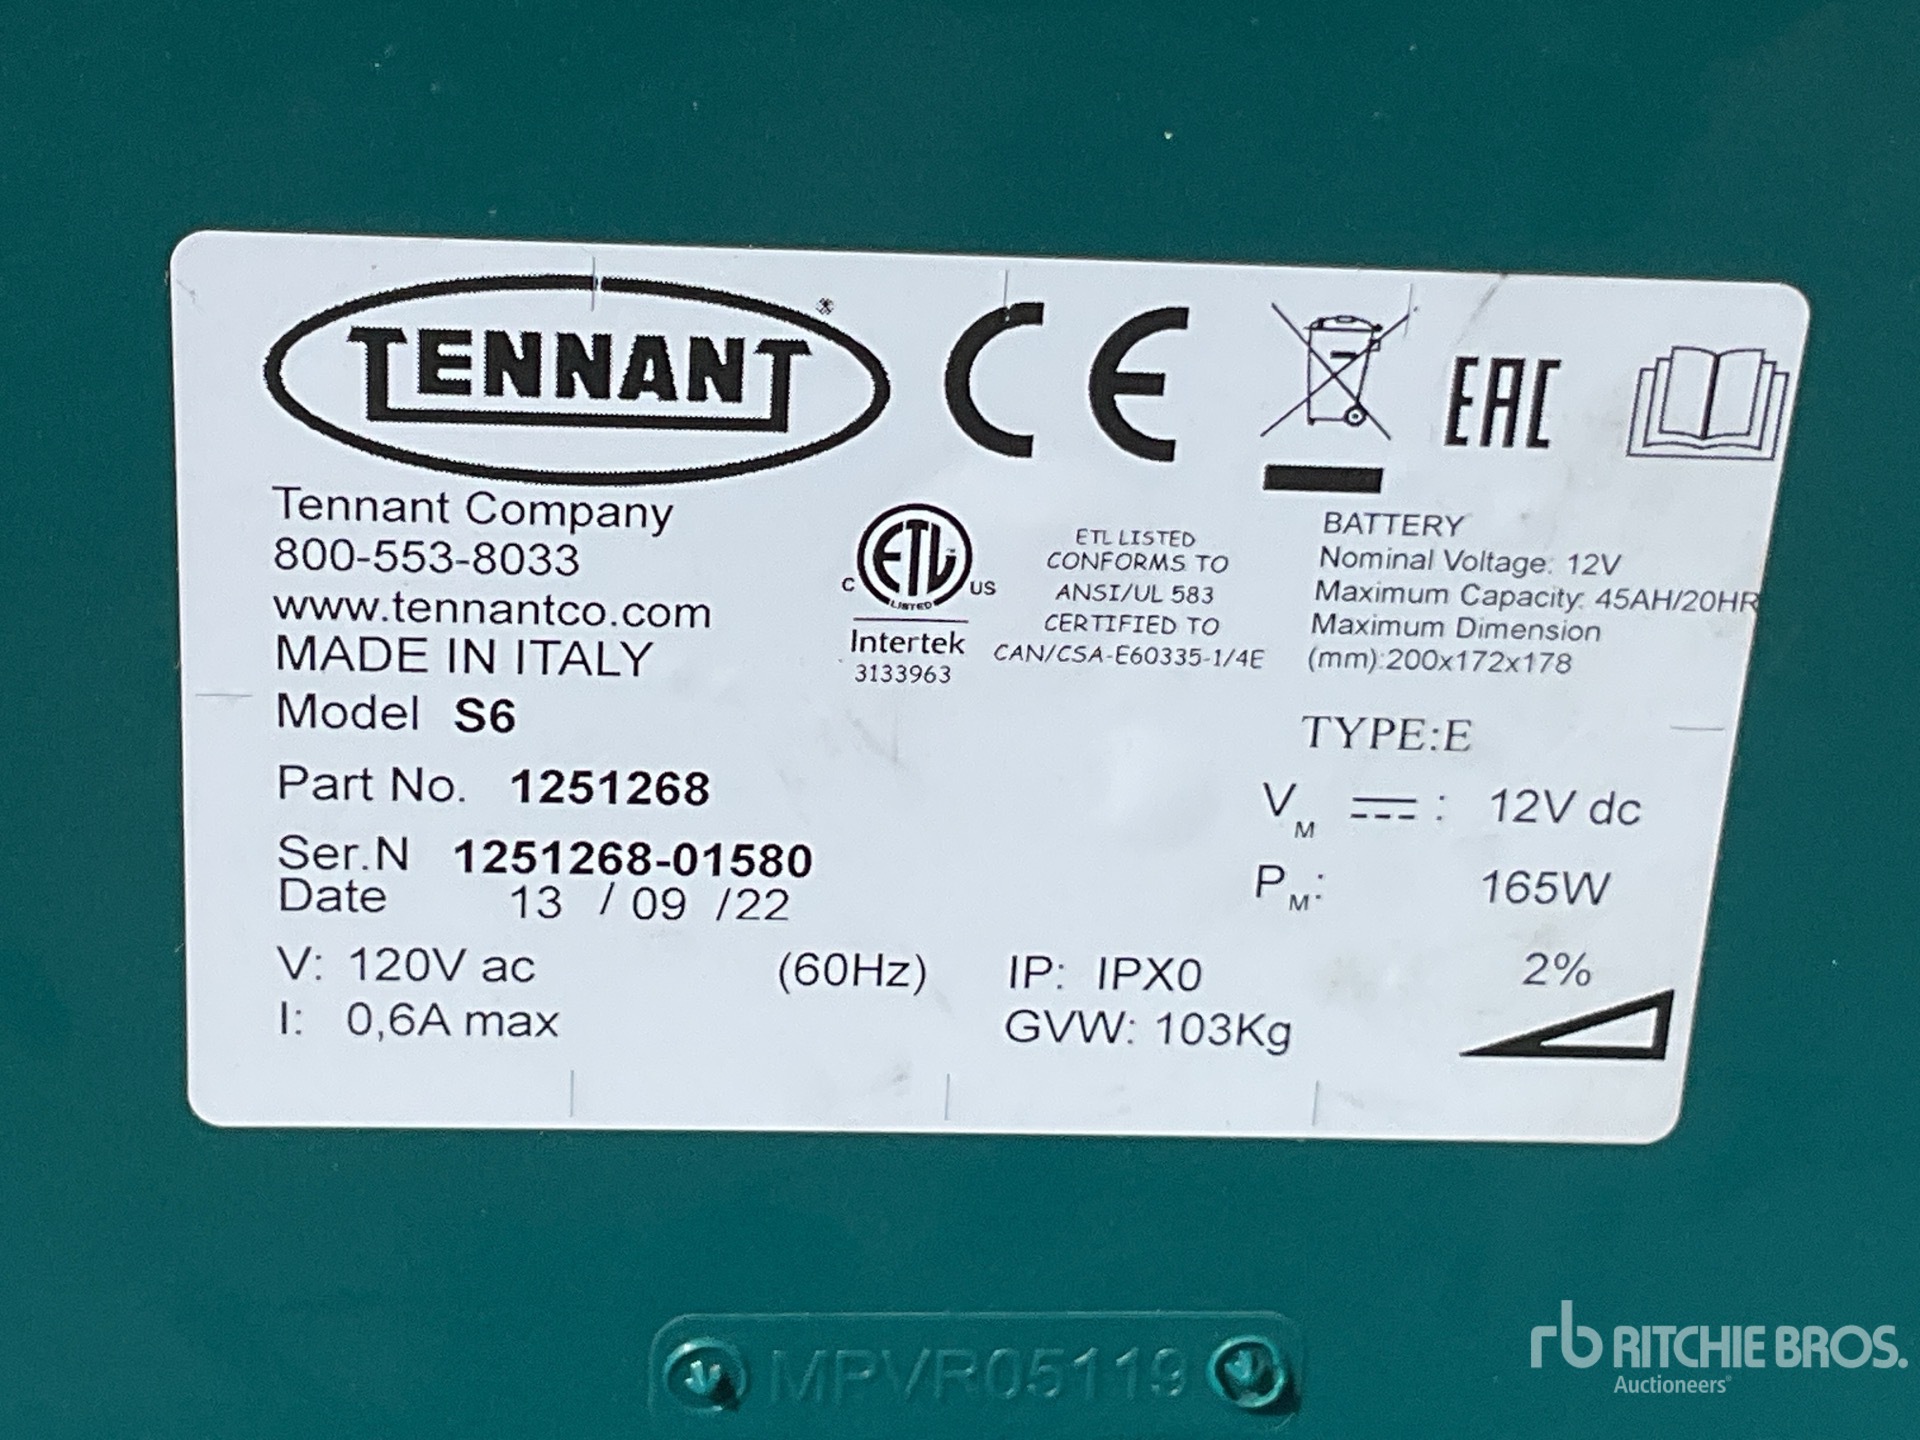 TENNANT
CE
EAC
Tennant Company
800-553-8033
www.tennantco.com
MADE IN ITALY
Model S6
Part No. 1251268
Ser.N 1251268-01580
Date 13 / 09 /22
V: 120V ac (60Hz)
I: 0,6A max
C ETL US
LISTED
Intertek
3133963
ETL LISTED
CONFORMS TO
ANSI/UL 583
CERTIFIED TO
CAN/CSA-E60335-1/4E
BATTERY
Nominal Voltage: 12V
Maximum Capacity: 45AH/20HR
Maximum Dimension
(mm):200x172x178
TYPE:E
VM : 12V dc
PM: 165W
IP: IPX0
GVW: 103Kg
2%
MPVR05119
rb RITCHIE BROS.
Auctioneers